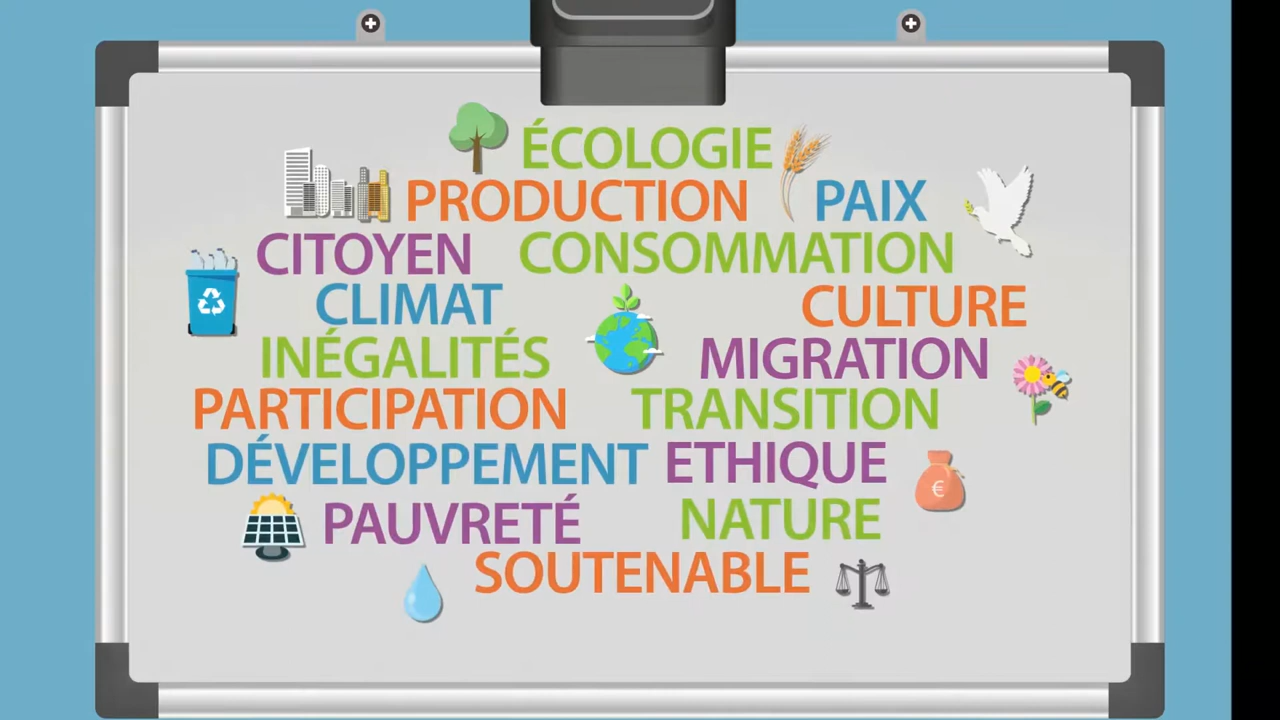 ÉCOLOGIE
PRODUCTION PAIX
CITOYEN CONSOMMATION
CLIMAT CULTURE
INÉGALITÉS MIGRATION
PARTICIPATION TRANSITION
DÉVELOPPEMENT ETHIQUE
€
PAUVRETÉ NATURE
SOUTENABLE